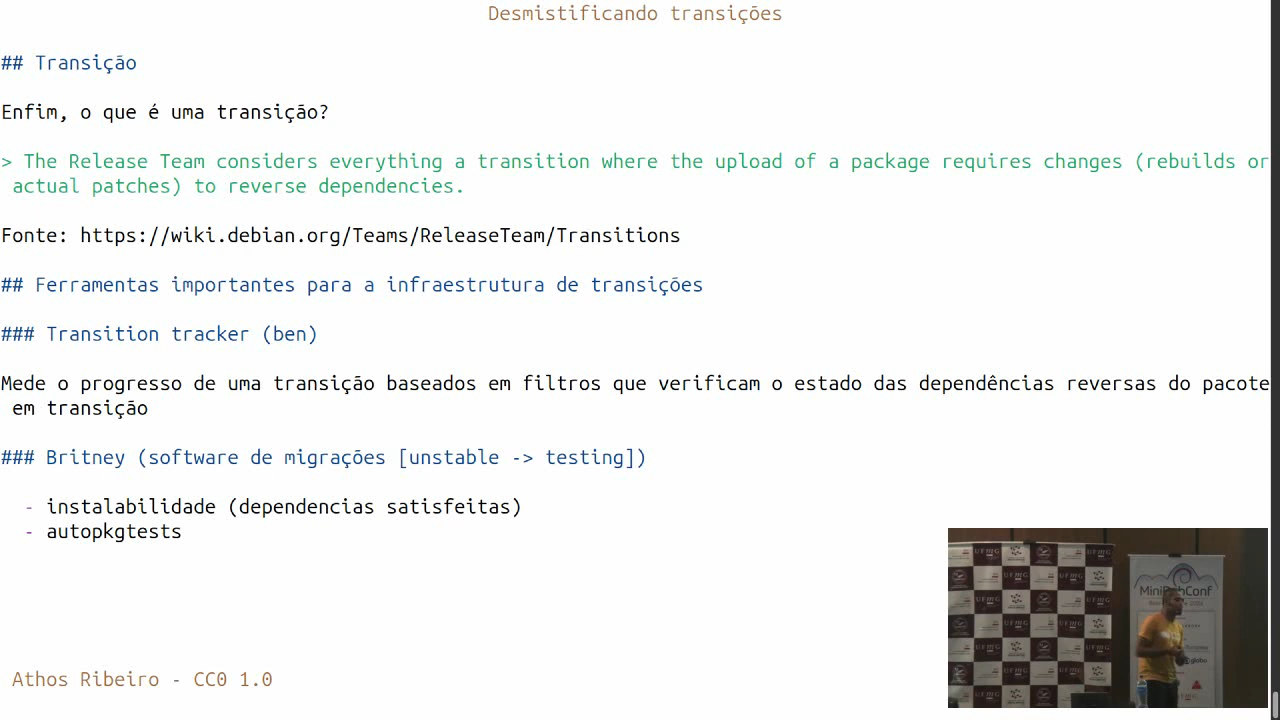 Desmistificando transições
## Transição
Enfim, o que é uma transição?
> The Release Team considers everything a transition where the upload of a package requires changes (rebuilds or
actual patches) to reverse dependencies.
Fonte: https://wiki.debian.org/Teams/ReleaseTeam/Transitions
## Ferramentas importantes para a infraestrutura de transições
### Transition tracker (ben)
Mede o progresso de uma transição baseados em filtros que verificam o estado das dependências reversas do pacote
em transição
### Britney (software de migrações [unstable -> testing])
- instalabilidade (dependencias satisfeitas)
- autopkgtests
Athos Ribeiro - CC0 1.0
UFMG
globo